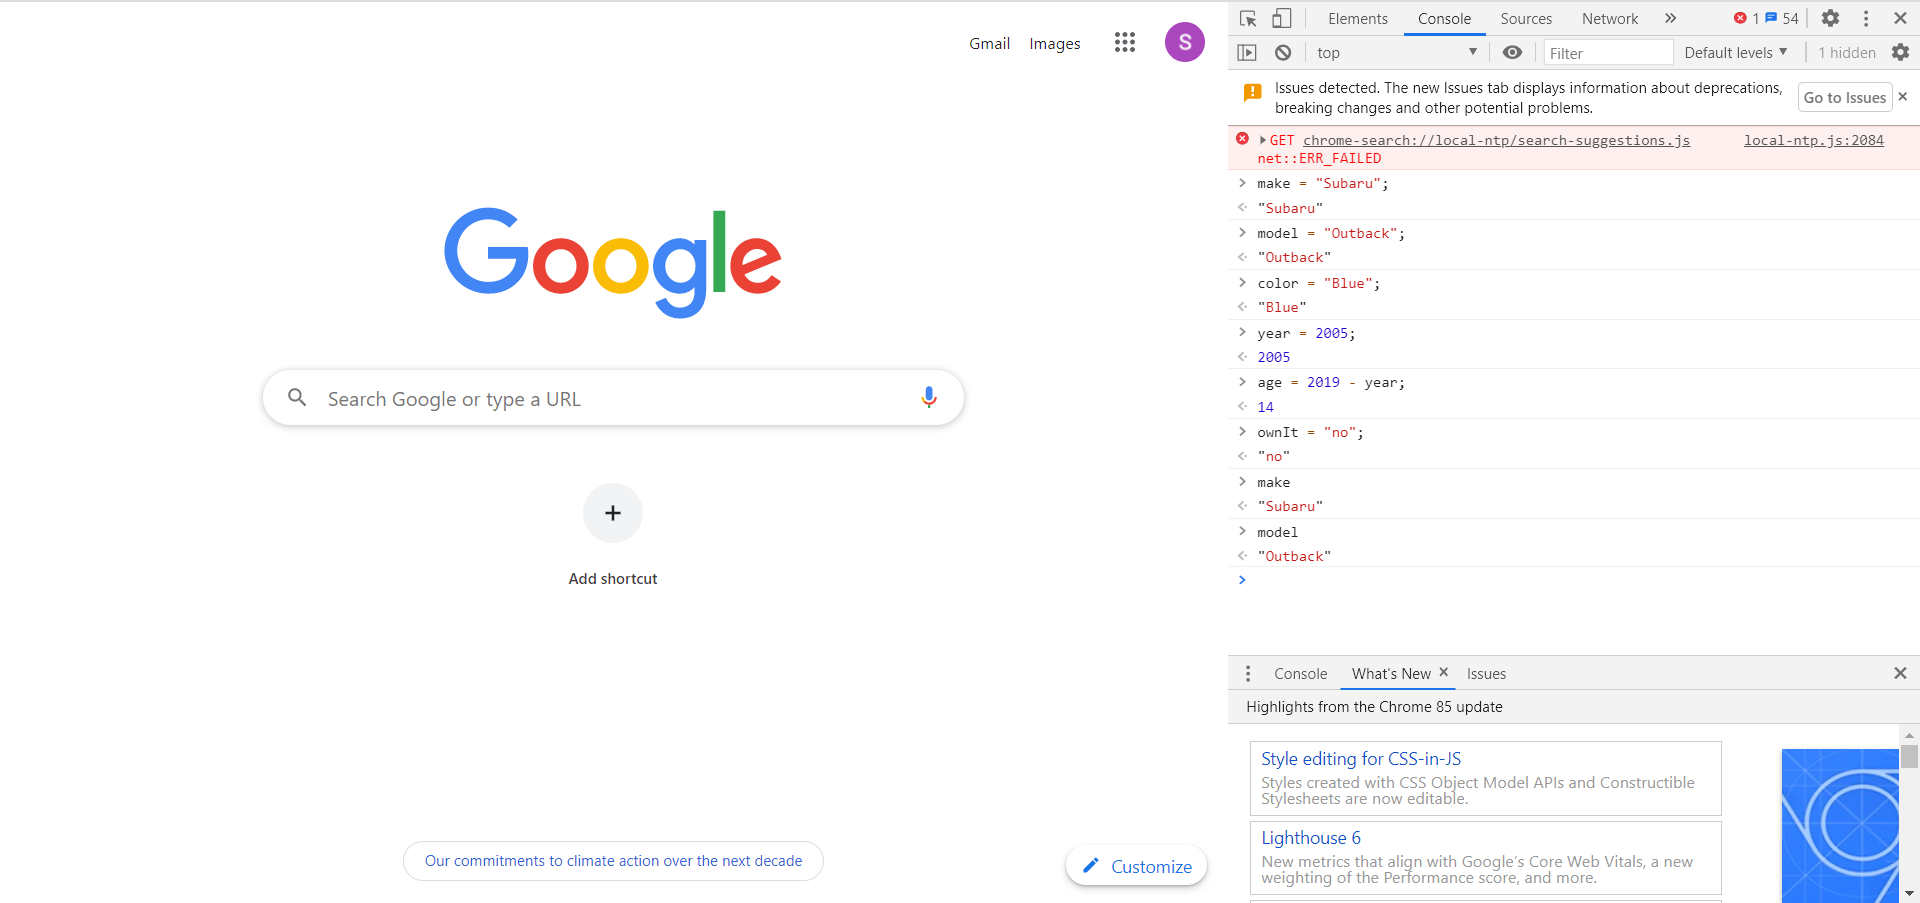 Gmail Images S
Google
Search Google or type a URL
Add shortcut
Our commitments to climate action over the next decade
Customize
Elements Console Sources Network » 1 54
top Filter Default levels 1 hidden
Issues detected. The new Issues tab displays information about deprecations,
breaking changes and other potential problems.
Go to Issues
GET chrome-search://local-ntp/search-suggestions.js local-ntp.js:2084
net::ERR_FAILED
make = "Subaru";
"Subaru"
model = "Outback";
"Outback"
color = "Blue";
"Blue"
year = 2005;
2005
age = 2019 - year;
14
ownIt = "no";
"no"
make
"Subaru"
model
"Outback"
Console What's New Issues
Highlights from the Chrome 85 update
Style editing for CSS-in-JS
Styles created with CSS Object Model APIs and Constructible
Stylesheets are now editable.
Lighthouse 6
New metrics that align with Google's Core Web Vitals, a new
weighting of the Performance score, and more.